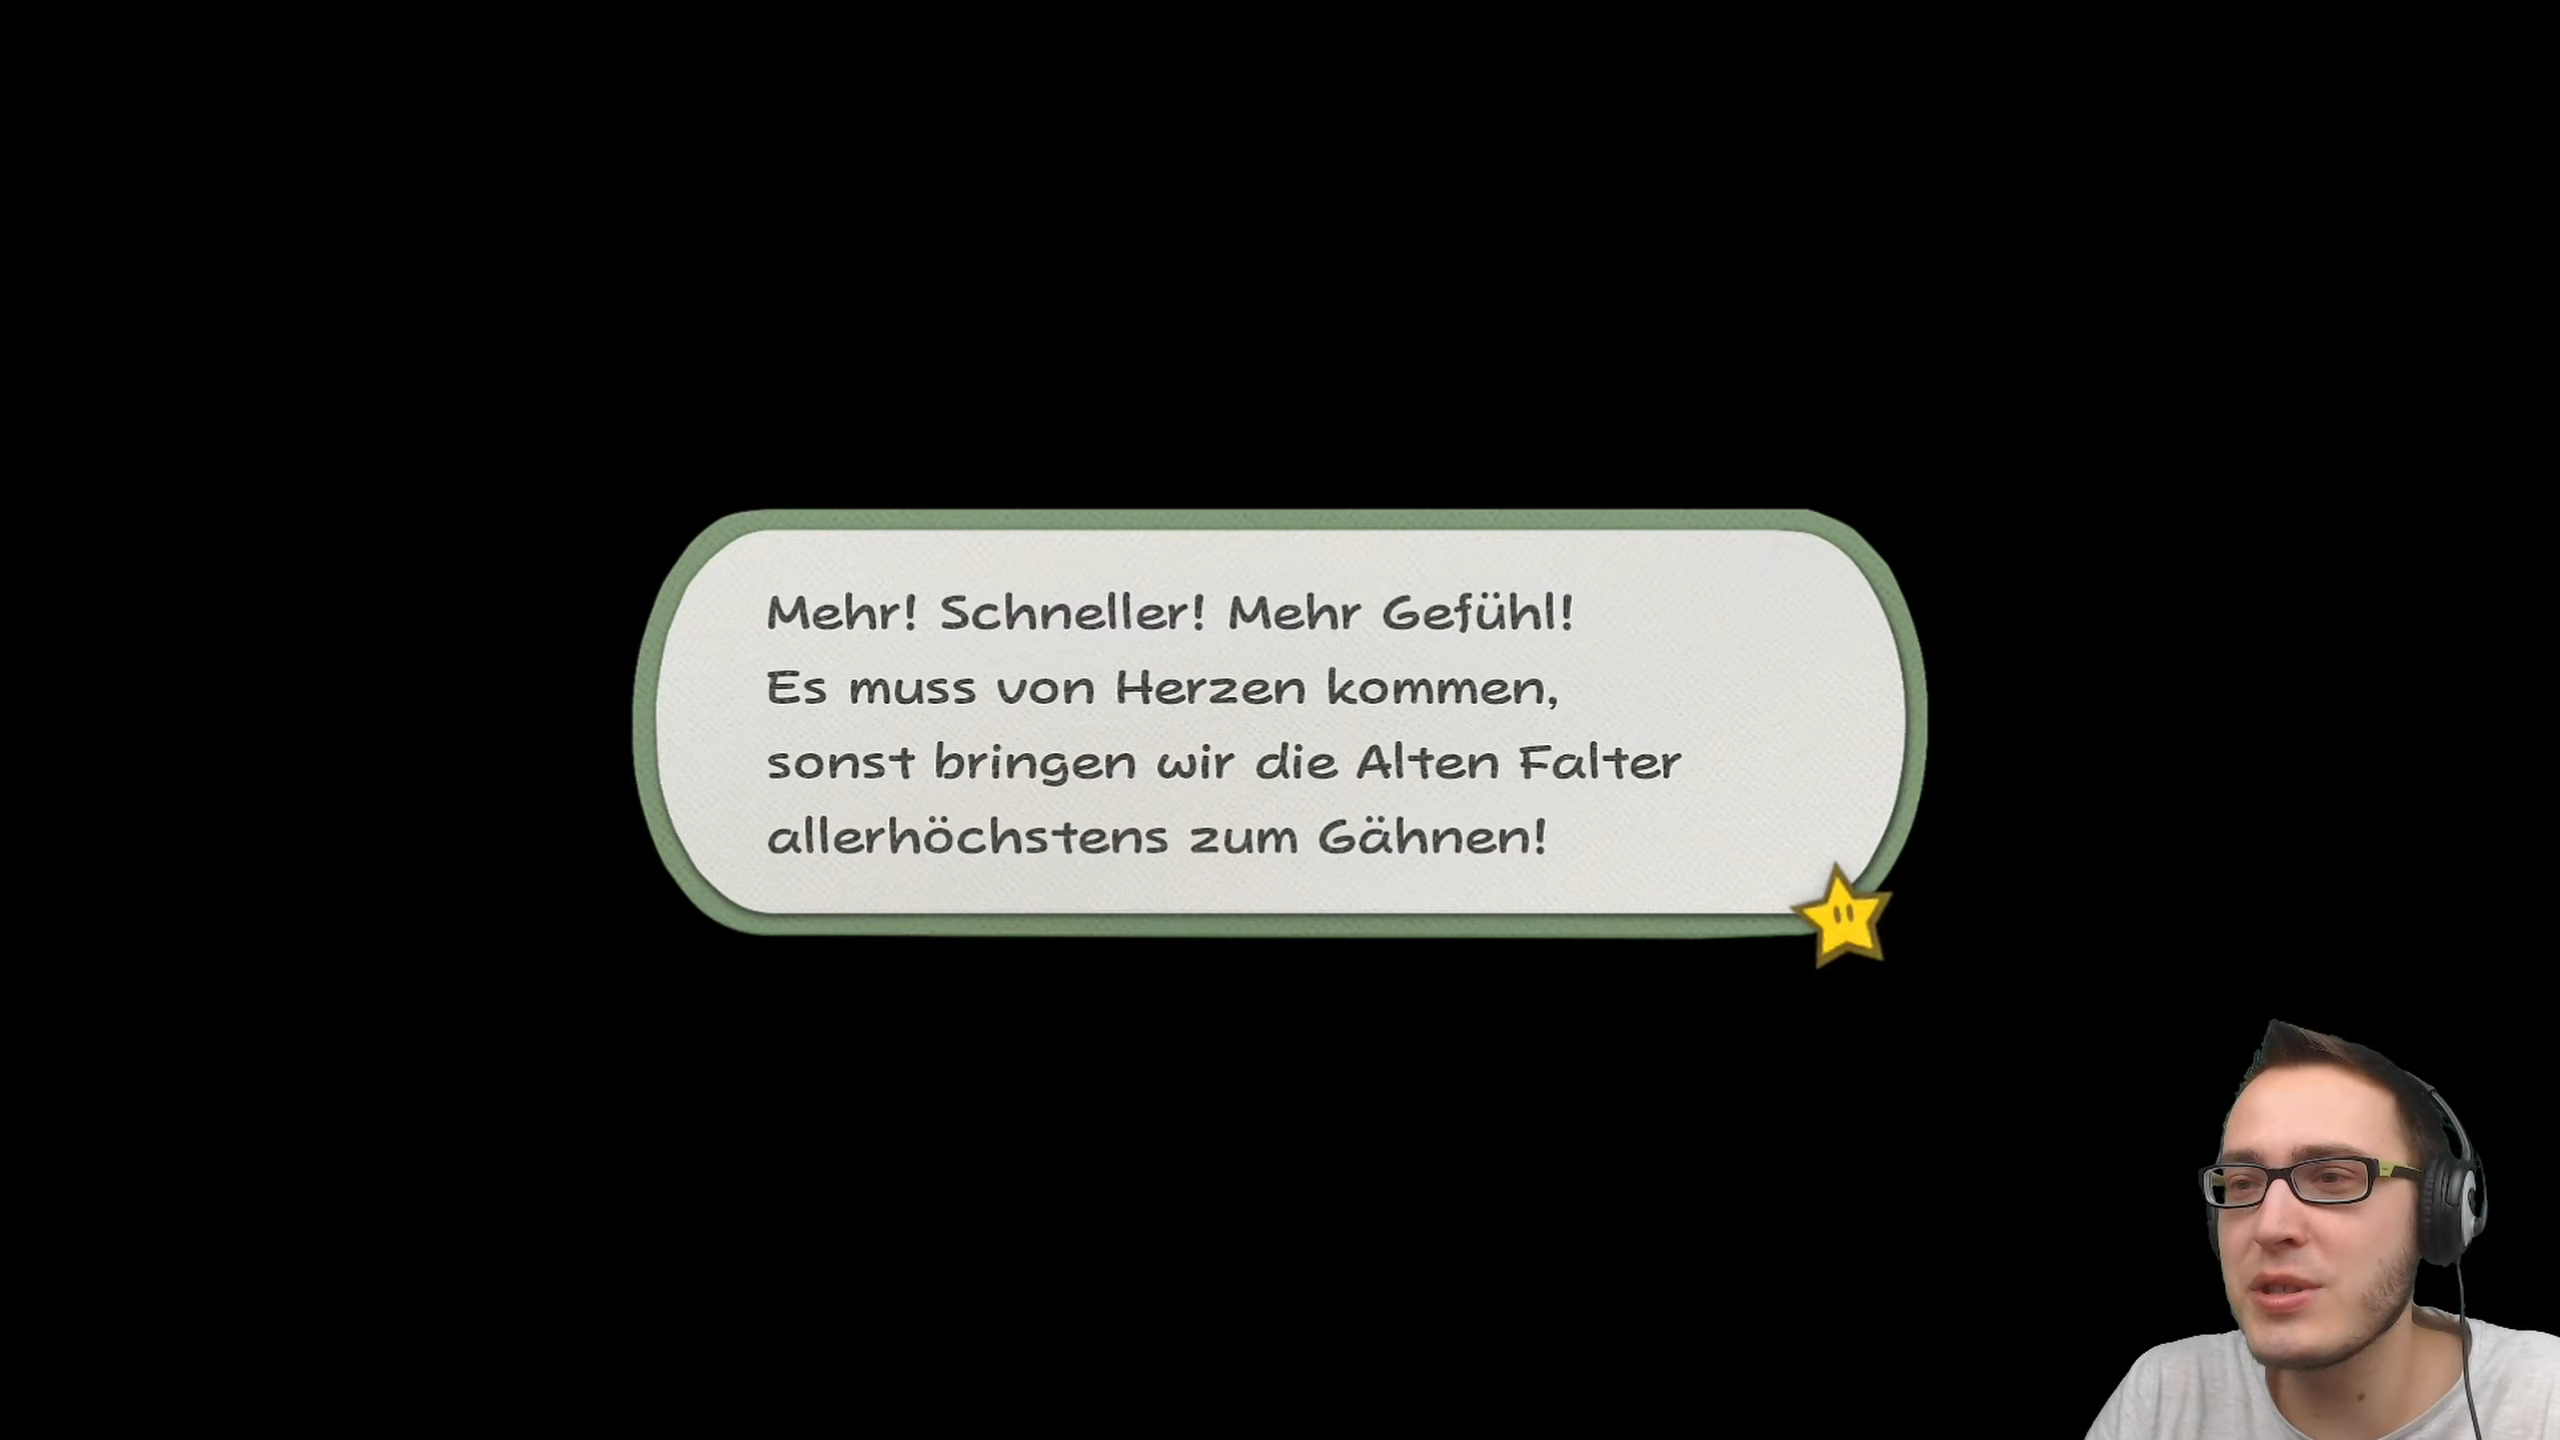 Mehr! Schneller! Mehr Gefühl!
Es muss von Herzen kommen,
sonst bringen wir die Alten Falter
allerhöchstens zum Gähnen!